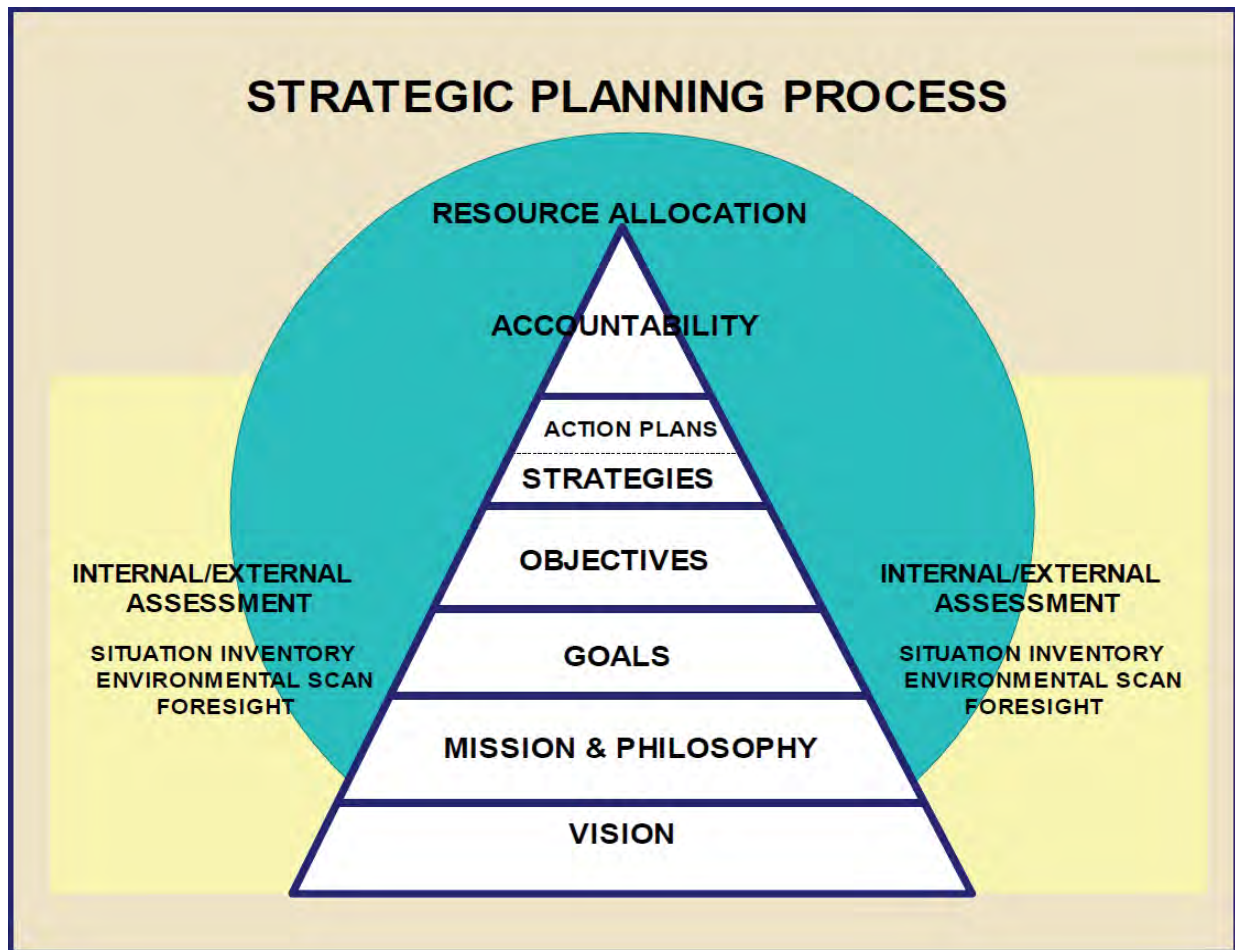 STRATEGIC PLANNING PROCESS
RESOURCE ALLOCATION
ACCOUNTABILITY
ACTION PLANS
STRATEGIES
OBJECTIVES
GOALS
MISSION & PHILOSOPHY
VISION
INTERNAL/EXTERNAL
ASSESSMENT
SITUATION INVENTORY
ENVIRONMENTAL SCAN
FORESIGHT
INTERNAL/EXTERNAL
ASSESSMENT
SITUATION INVENTORY
ENVIRONMENTAL SCAN
FORESIGHT